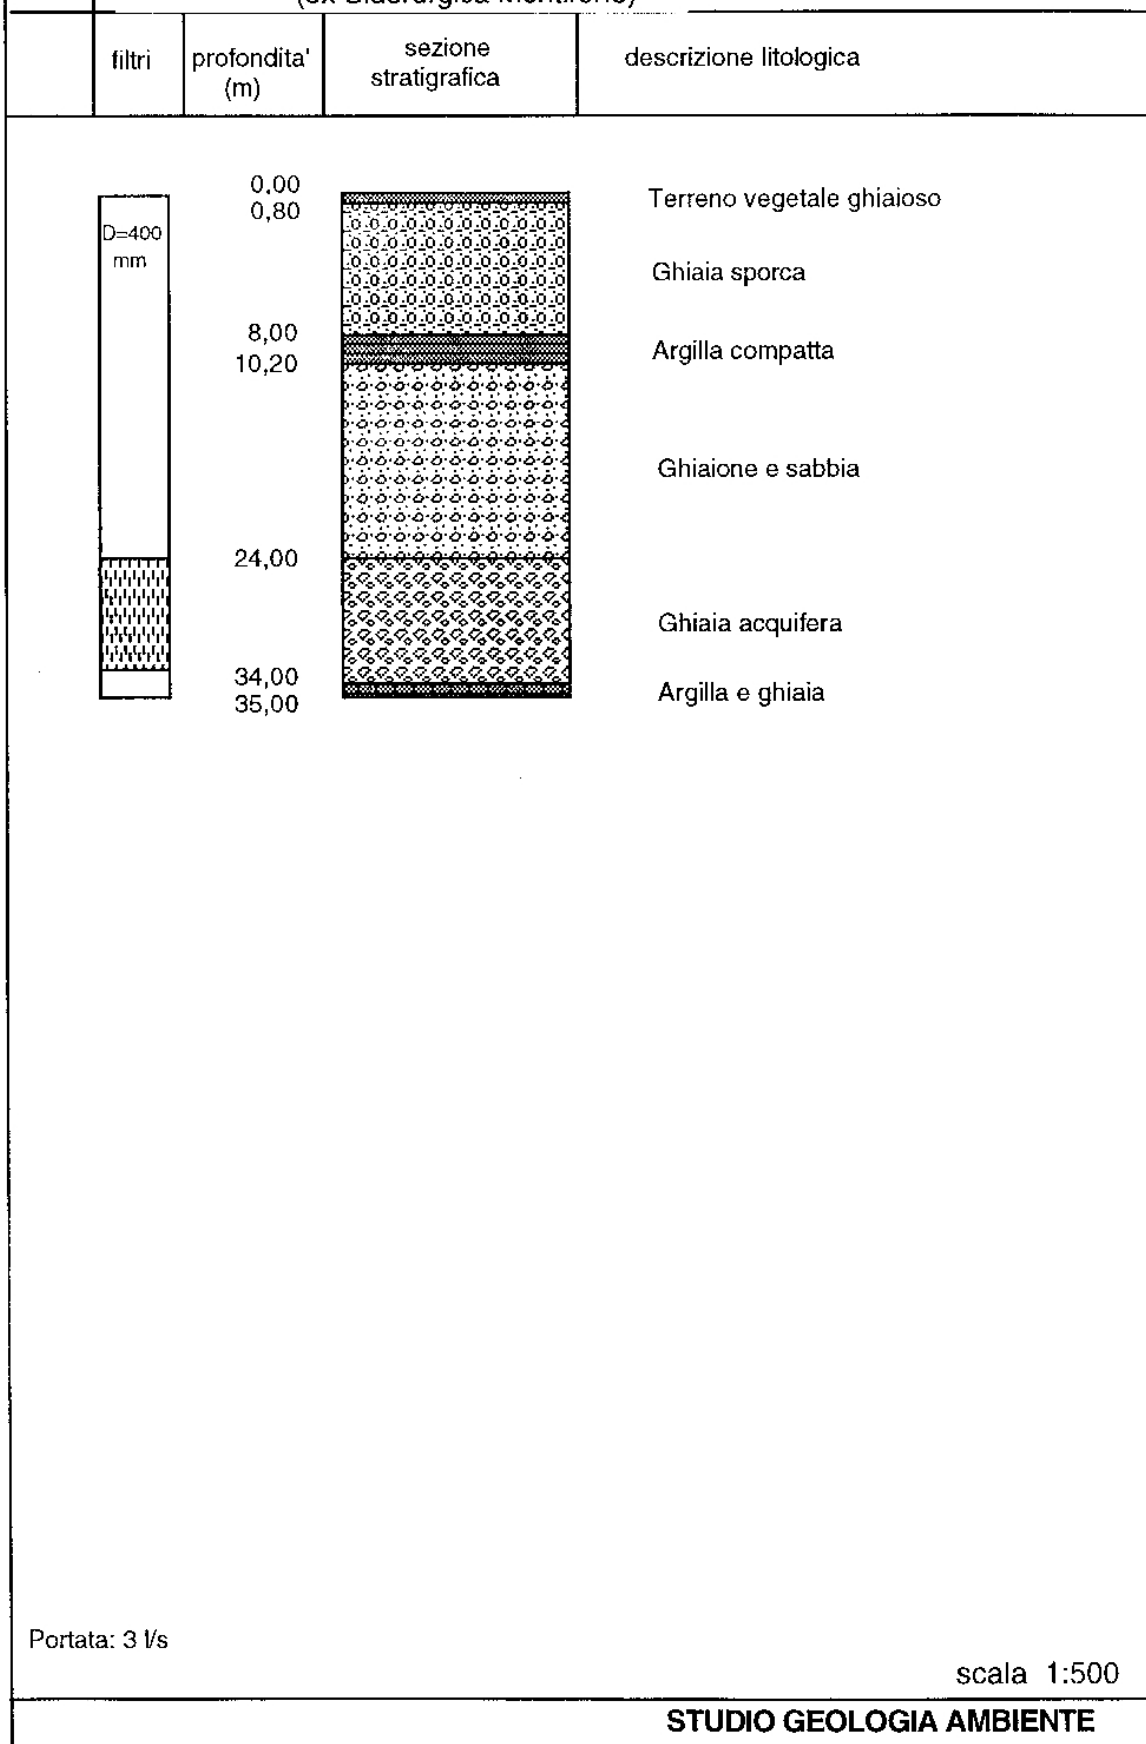 filtri
profondita'
(m)
sezione
stratigrafica
descrizione litologica
0,00
0,80
D=400
mm
8,00
10,20
24,00
34,00
35,00
Terreno vegetale ghiaioso
Ghiaia sporca
Argilla compatta
Ghiaione e sabbia
Ghiaia acquifera
Argilla e ghiaia
Portata: 3 l/s
scala 1:500
STUDIO GEOLOGIA AMBIENTE